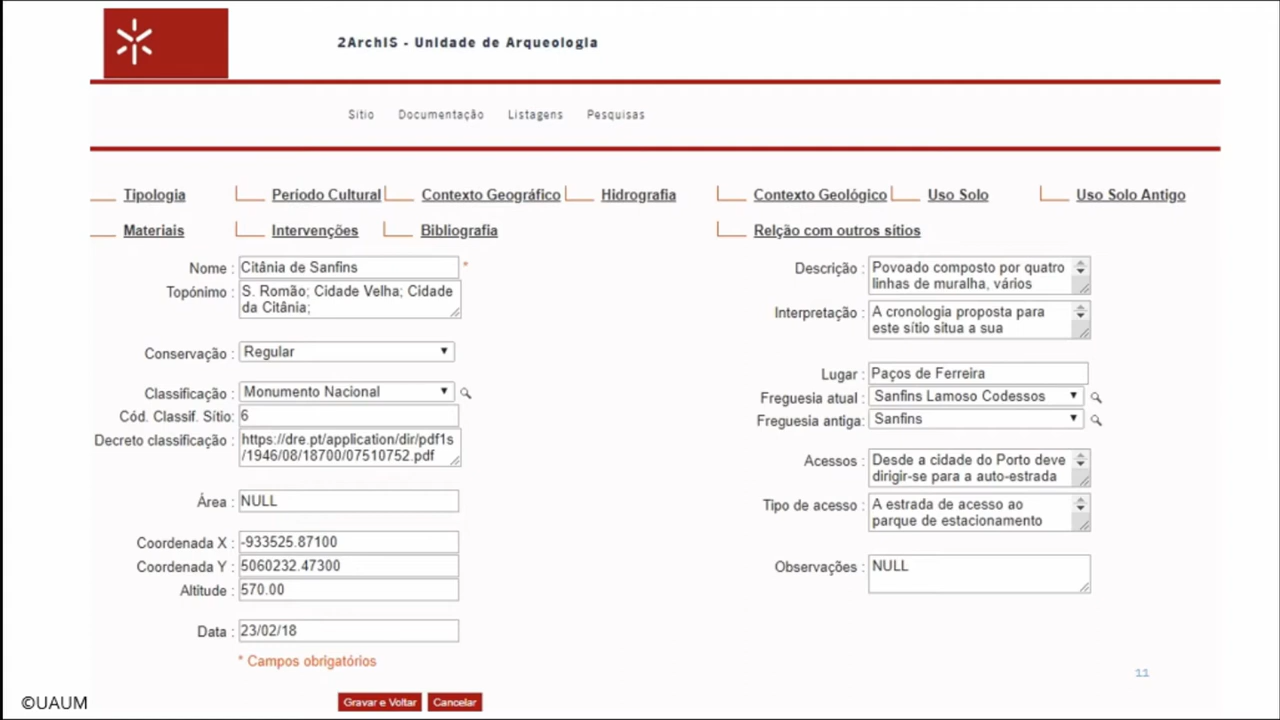 2ArchIS - Unidade de Arqueologia
Sítio Documentação Listagens Pesquisas
Tipologia Período Cultural Contexto Geográfico Hidrografia Contexto Geológico Uso Solo Uso Solo Antigo
Materiais Intervenções Bibliografia Relção com outros sítios
Nome : Citânia de Sanfins *
Topónimo : S. Romão; Cidade Velha; Cidade
da Citânia;
Conservação : Regular
Classificação : Monumento Nacional
Cód. Classif. Sítio: 6
Decreto classificação : https://dre.pt/application/dir/pdf1s
/1946/08/18700/07510752.pdf
Área : NULL
Coordenada X : -933525.87100
Coordenada Y : 5060232.47300
Altitude : 570.00
Data : 23/02/18
* Campos obrigatórios
Gravar e Voltar Cancelar
Descrição : Povoado composto por quatro
linhas de muralha, vários
Interpretação : A cronologia proposta para
este sítio situa a sua
Lugar : Paços de Ferreira
Freguesia atual : Sanfins Lamoso Codessos
Freguesia antiga: Sanfins
Acessos : Desde a cidade do Porto deve
dirigir-se para a auto-estrada
Tipo de acesso : A estrada de acesso ao
parque de estacionamento
Observações : NULL
11
©UAUM